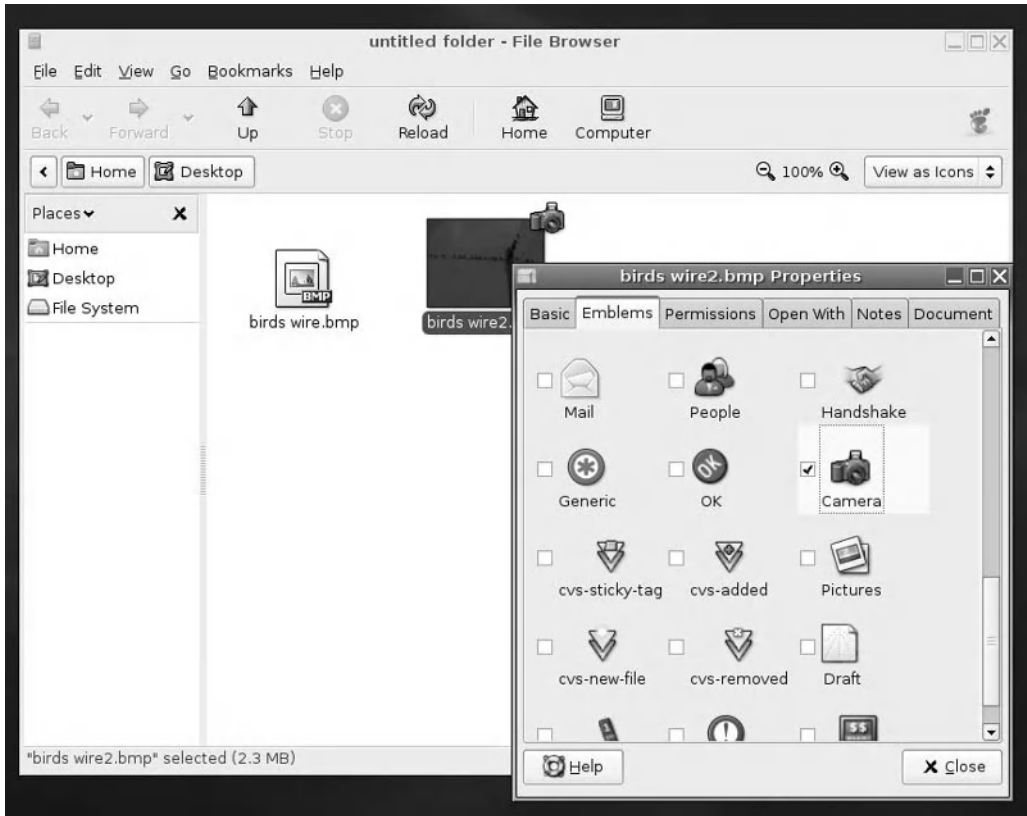 untitled folder - File Browser
File Edit View Go Bookmarks Help
Back Forward Up Stop Reload Home Computer
Home Desktop 100% View as Icons
Places
Home
Desktop
File System
BMP
birds wire.bmp
birds wire2.
birds wire2.bmp Properties
Basic Emblems Permissions Open With Notes Document
Mail People Handshake
OK
Generic OK Camera
cvs-sticky-tag cvs-added Pictures
cvs-new-file cvs-removed Draft
1 $$
Help Close
"birds wire2.bmp" selected (2.3 MB)